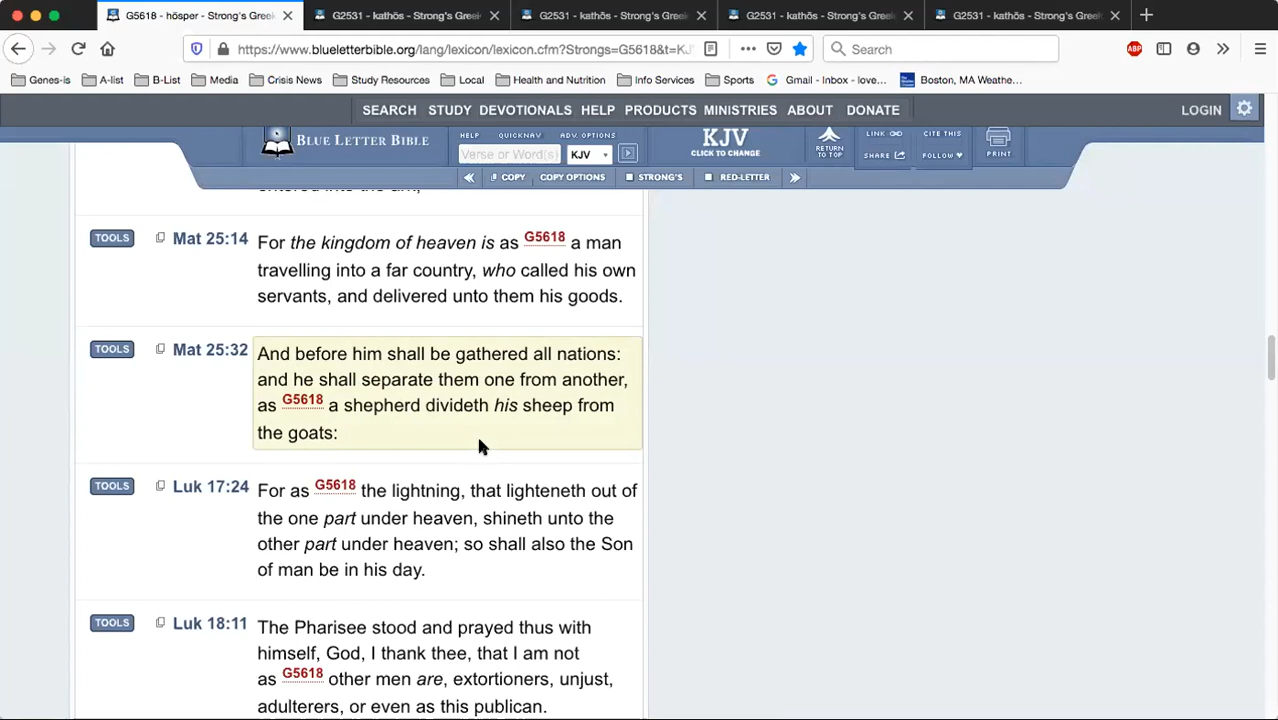 G5618 - hōsper - Strong's Greek
G2531 - kathōs - Strong's Greek
G2531 - kathōs - Strong's Greek
G2531 - kathōs - Strong's Greek
G2531 - kathōs - Strong's Greek
https://www.blueletterbible.org/lang/lexicon/lexicon.cfm?Strongs=G5618&t=KJ
Search
ABP
Genes-is
A-list
B-List
Media
Crisis News
Study Resources
Local
Health and Nutrition
Info Services
Sports
Gmail - Inbox - love...
Boston, MA Weathe...
SEARCH STUDY DEVOTIONALS HELP PRODUCTS MINISTRIES ABOUT DONATE
LOGIN
BLUE LETTER BIBLE
HELP QUICKNAV ADV. OPTIONS
Verse or Word(s) KJV
KJV
CLICK TO CHANGE
RETURN
TO TOP
LINK
SHARE
CITE THIS
FOLLOW
PRINT
COPY COPY OPTIONS STRONG'S RED-LETTER
TOOLS Mat 25:14 For the kingdom of heaven is as G5618 a man
travelling into a far country, who called his own
servants, and delivered unto them his goods.
TOOLS Mat 25:32 And before him shall be gathered all nations:
and he shall separate them one from another,
as G5618 a shepherd divideth his sheep from
the goats:
TOOLS Luk 17:24 For as G5618 the lightning, that lighteneth out of
the one part under heaven, shineth unto the
other part under heaven; so shall also the Son
of man be in his day.
TOOLS Luk 18:11 The Pharisee stood and prayed thus with
himself, God, I thank thee, that I am not
as G5618 other men are, extortioners, unjust,
adulterers, or even as this publican.